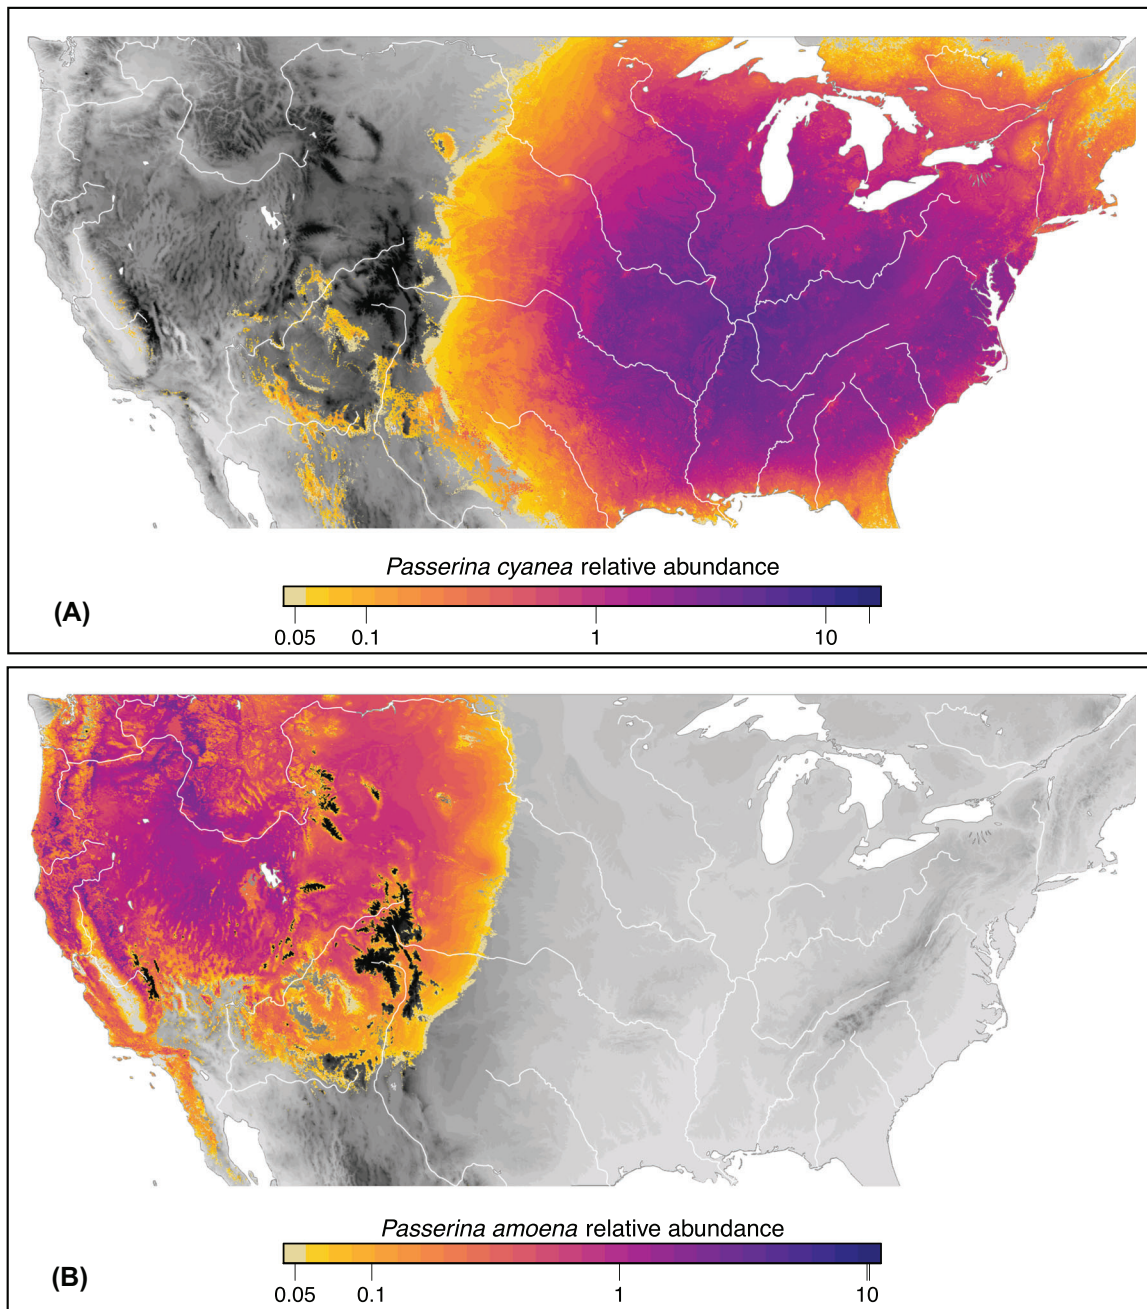 Passerina cyanea relative abundance
(A)
0.05 0.1 1 10
Passerina amoena relative abundance
(B)
0.05 0.1 1 10